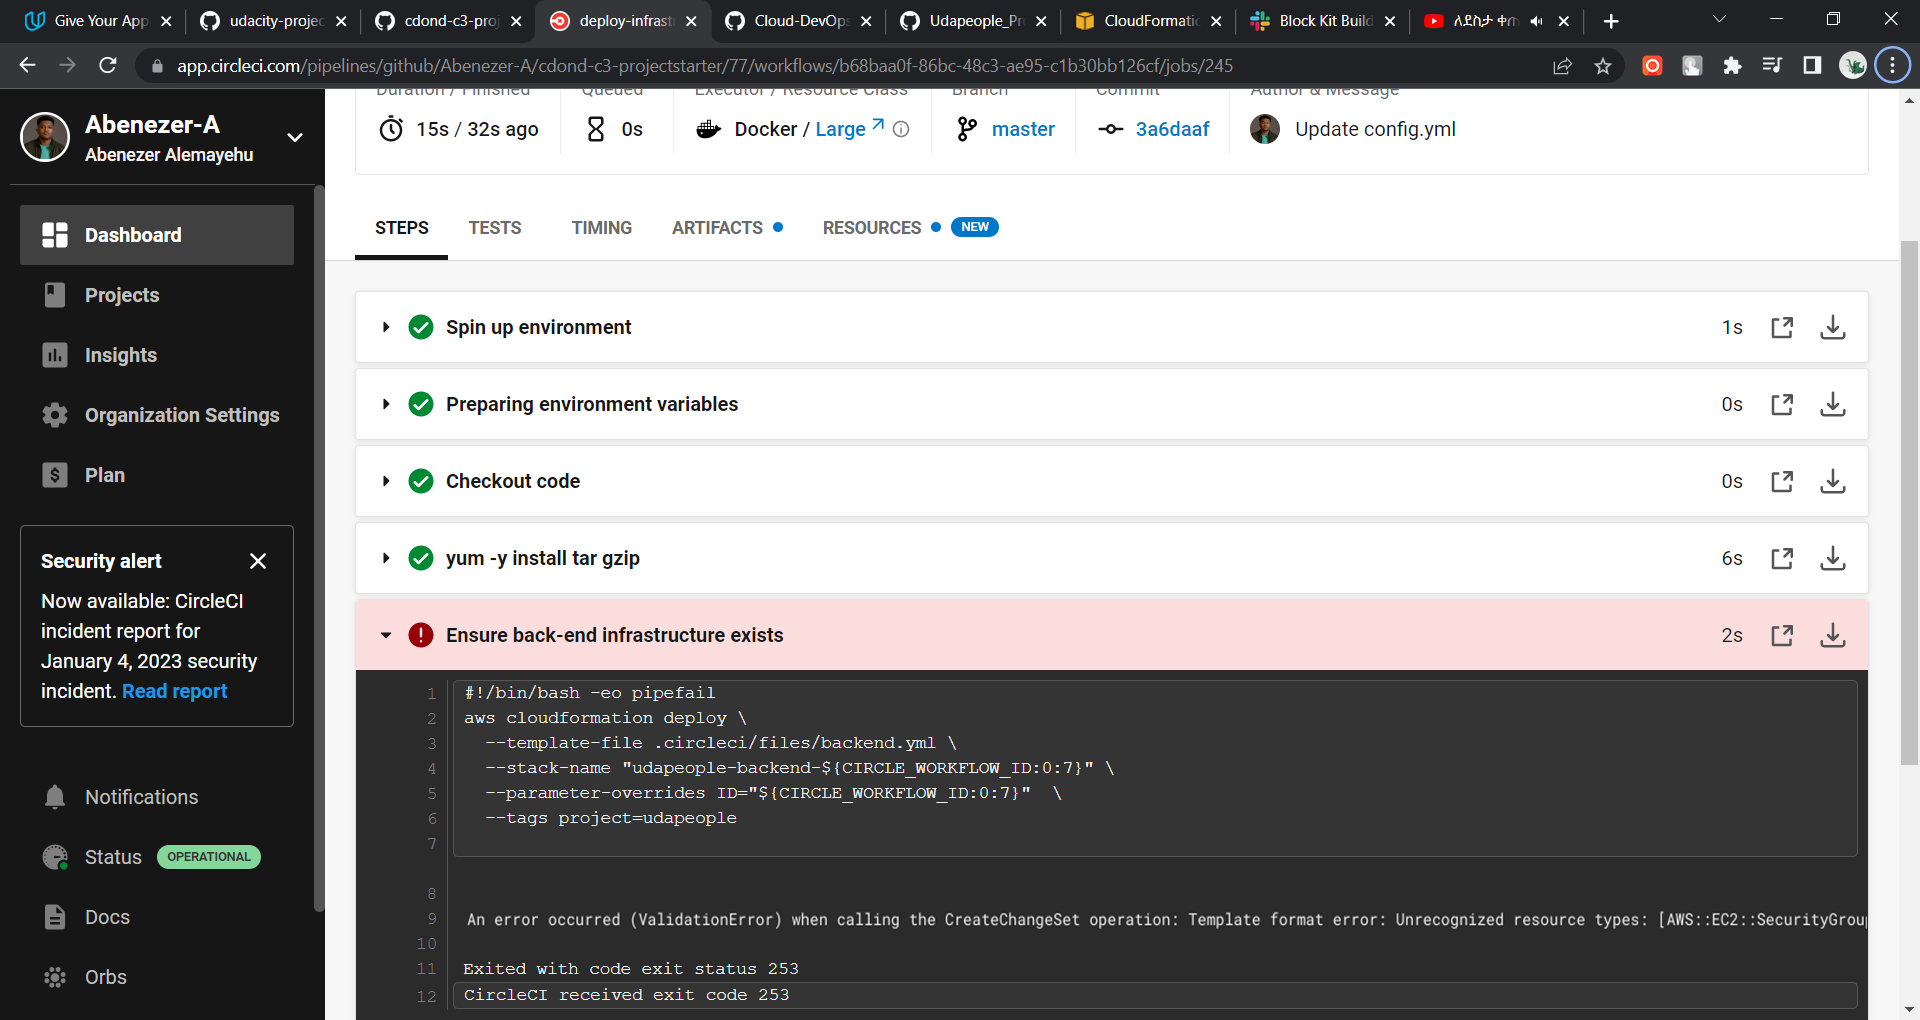 Give Your App
udacity-projec
cdond-c3-proj
deploy-infrast
Cloud-DevOps
Udapeople_Pr
CloudFormatic
Block Kit Build
ለደስታ ቀጠ
app.circleci.com/pipelines/github/Abenezer-A/cdond-c3-projectstarter/77/workflows/b68baa0f-86bc-48c3-ae95-c1b30bb126cf/jobs/245
Abenezer-A
Abenezer Alemayehu
Dashboard
Projects
Insights
Organization Settings
Plan
Security alert
Now available: CircleCI
incident report for
January 4, 2023 security
incident. Read report
Notifications
Status OPERATIONAL
Docs
Orbs
Duration / Finished
Queued
Executor / Resource Class
Branch
Commit
Author & Message
15s / 32s ago
0s
Docker / Large
master
3a6daaf
Update config.yml
STEPS
TESTS
TIMING
ARTIFACTS
RESOURCES
NEW
Spin up environment 1s
Preparing environment variables 0s
Checkout code 0s
yum -y install tar gzip 6s
Ensure back-end infrastructure exists 2s
1 #!/bin/bash -eo pipefail
2 aws cloudformation deploy \
3 --template-file .circleci/files/backend.yml \
4 --stack-name "udapeople-backend-${CIRCLE_WORKFLOW_ID:0:7}" \
5 --parameter-overrides ID="${CIRCLE_WORKFLOW_ID:0:7}" \
6 --tags project=udapeople
7
8
9 An error occurred (ValidationError) when calling the CreateChangeSet operation: Template format error: Unrecognized resource types: [AWS::EC2::SecurityGrou
10
11 Exited with code exit status 253
12 CircleCI received exit code 253